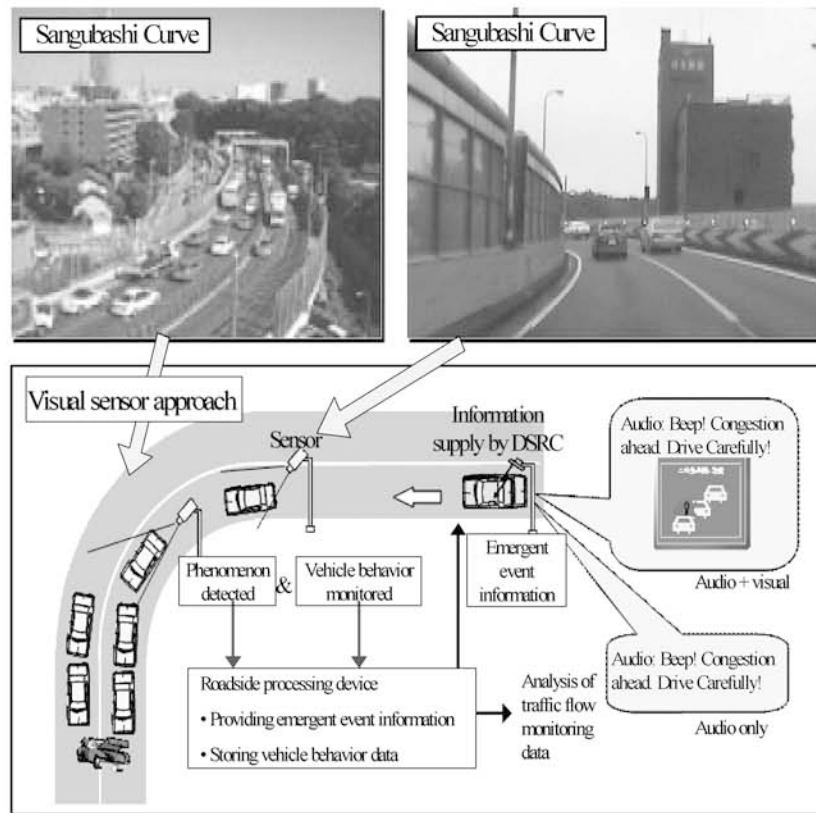 Sangubashi Curve
Sangubashi Curve
Visual sensor approach
Sensor
Information
supply by DSRC
Audio: Beep! Congestion
ahead. Drive Carefully!
Audio + visual
Phenomenon
detected
&
Vehicle behavior
monitored
Emergent
event
information
Audio: Beep! Congestion
ahead. Drive Carefully!
Audio only
Roadside processing device
• Providing emergent event information
• Storing vehicle behavior data
Analysis of
traffic flow
monitoring
data